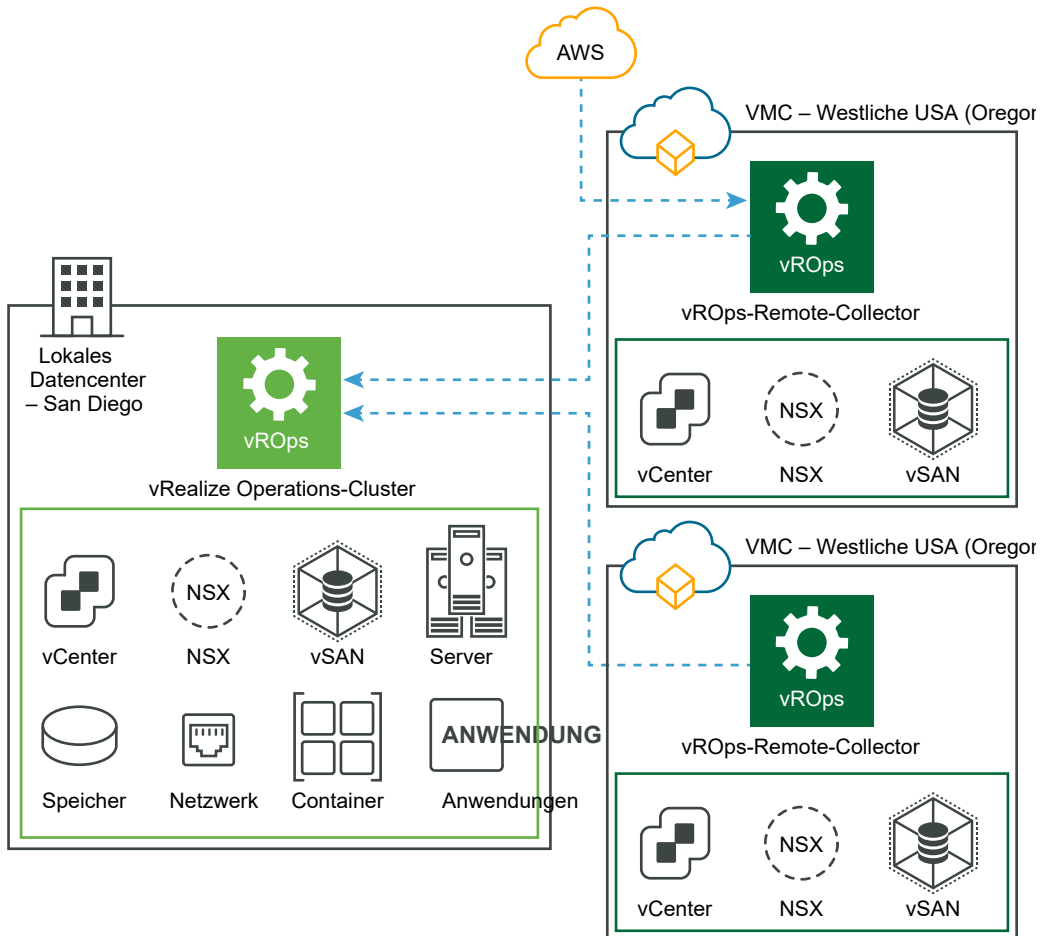 AWS
VMC – Westliche USA (Oregon
vROps
vROps-Remote-Collector
vCenter
NSX
NSX
vSAN
Lokales
Datencenter
– San Diego
vROps
vRealize Operations-Cluster
vCenter
NSX
NSX
vSAN
Server
Speicher
Netzwerk
Container
ANWENDUNG
Anwendungen
VMC – Westliche USA (Oregon
vROps
vROps-Remote-Collector
vCenter
NSX
NSX
vSAN